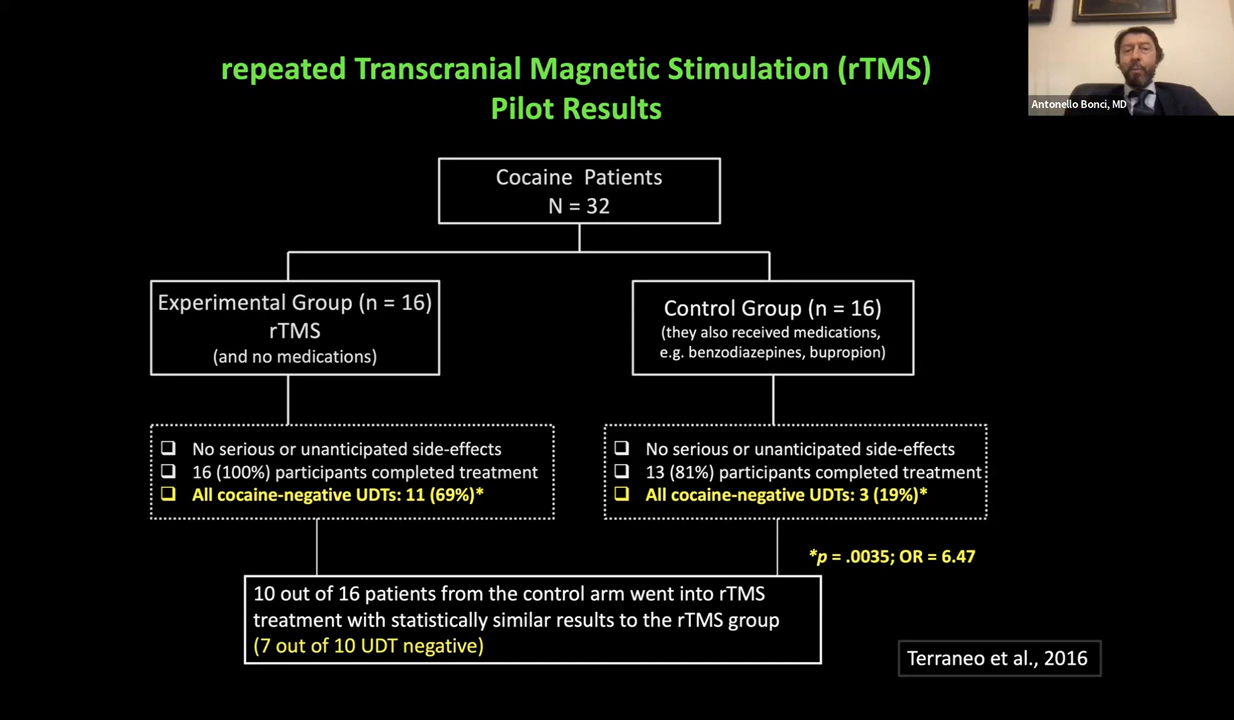 repeated Transcranial Magnetic Stimulation (rTMS)
Pilot Results
Antonello Bonci, MD
Cocaine Patients
N = 32
Experimental Group (n = 16)
rTMS
(and no medications)
Control Group (n = 16)
(they also received medications,
e.g. benzodiazepines, bupropion)
No serious or unanticipated side-effects
16 (100%) participants completed treatment
All cocaine-negative UDTs: 11 (69%)*
No serious or unanticipated side-effects
13 (81%) participants completed treatment
All cocaine-negative UDTs: 3 (19%)*
*p = .0035; OR = 6.47
10 out of 16 patients from the control arm went into rTMS
treatment with statistically similar results to the rTMS group
(7 out of 10 UDT negative)
Terraneo et al., 2016